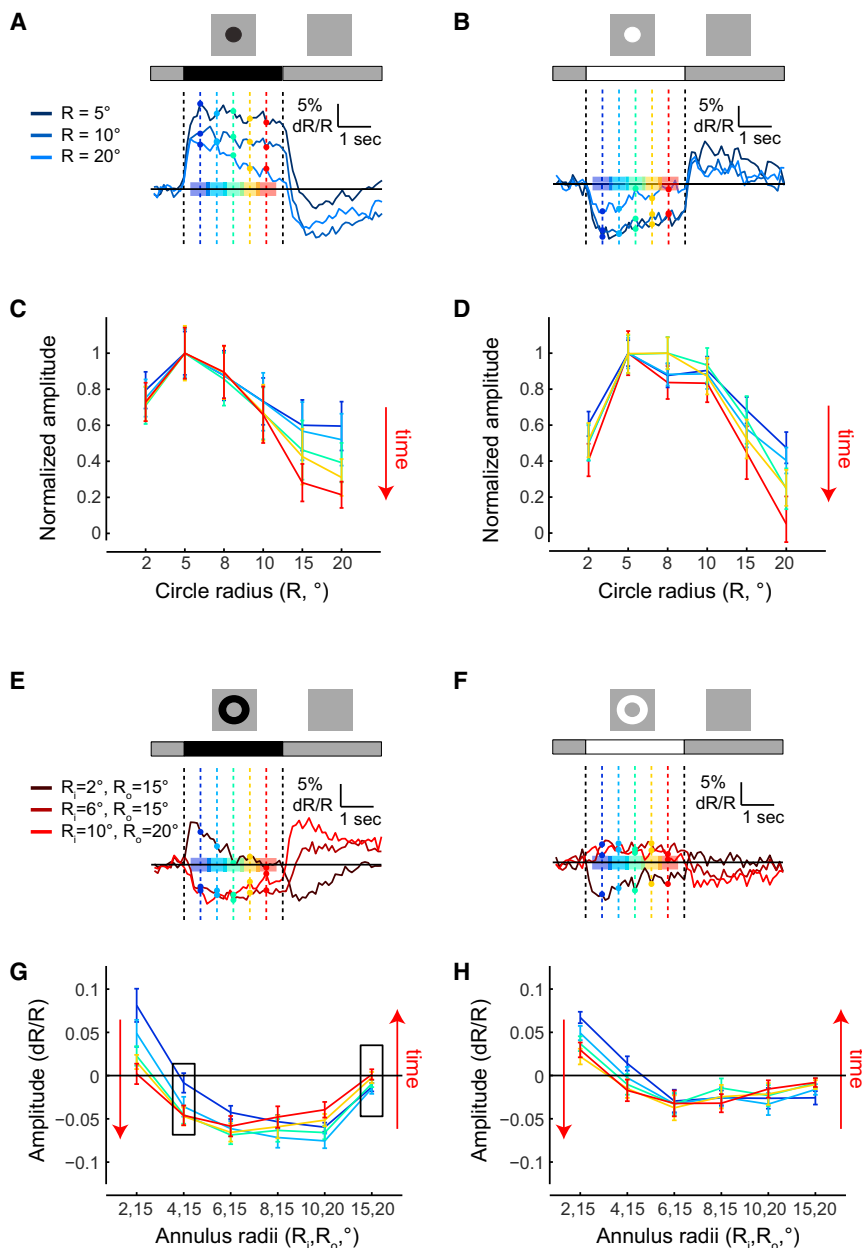 A
B
R = 5°
R = 10°
R = 20°
5%
dR/R
1 sec
5%
dR/R
1 sec
C
D
Normalized amplitude
1
0.8
0.6
0.4
0.2
0
2
5
8
10
15
20
Circle radius (R, °)
time
Normalized amplitude
1
0.8
0.6
0.4
0.2
0
2
5
8
10
15
20
Circle radius (R, °)
time
E
F
Rᵢ=2°, Rₒ=15°
Rᵢ=6°, Rₒ=15°
Rᵢ=10°, Rₒ=20°
5%
dR/R
1 sec
5%
dR/R
1 sec
G
H
Amplitude (dR/R)
0.1
0.05
0
−0.05
−0.1
2,15
4,15
6,15
8,15
10,20
15,20
Annulus radii (Rᵢ,Rₒ,°)
time
Amplitude (dR/R)
0.1
0.05
0
−0.05
−0.1
2,15
4,15
6,15
8,15
10,20
15,20
Annulus radii (Rᵢ,Rₒ,°)
time